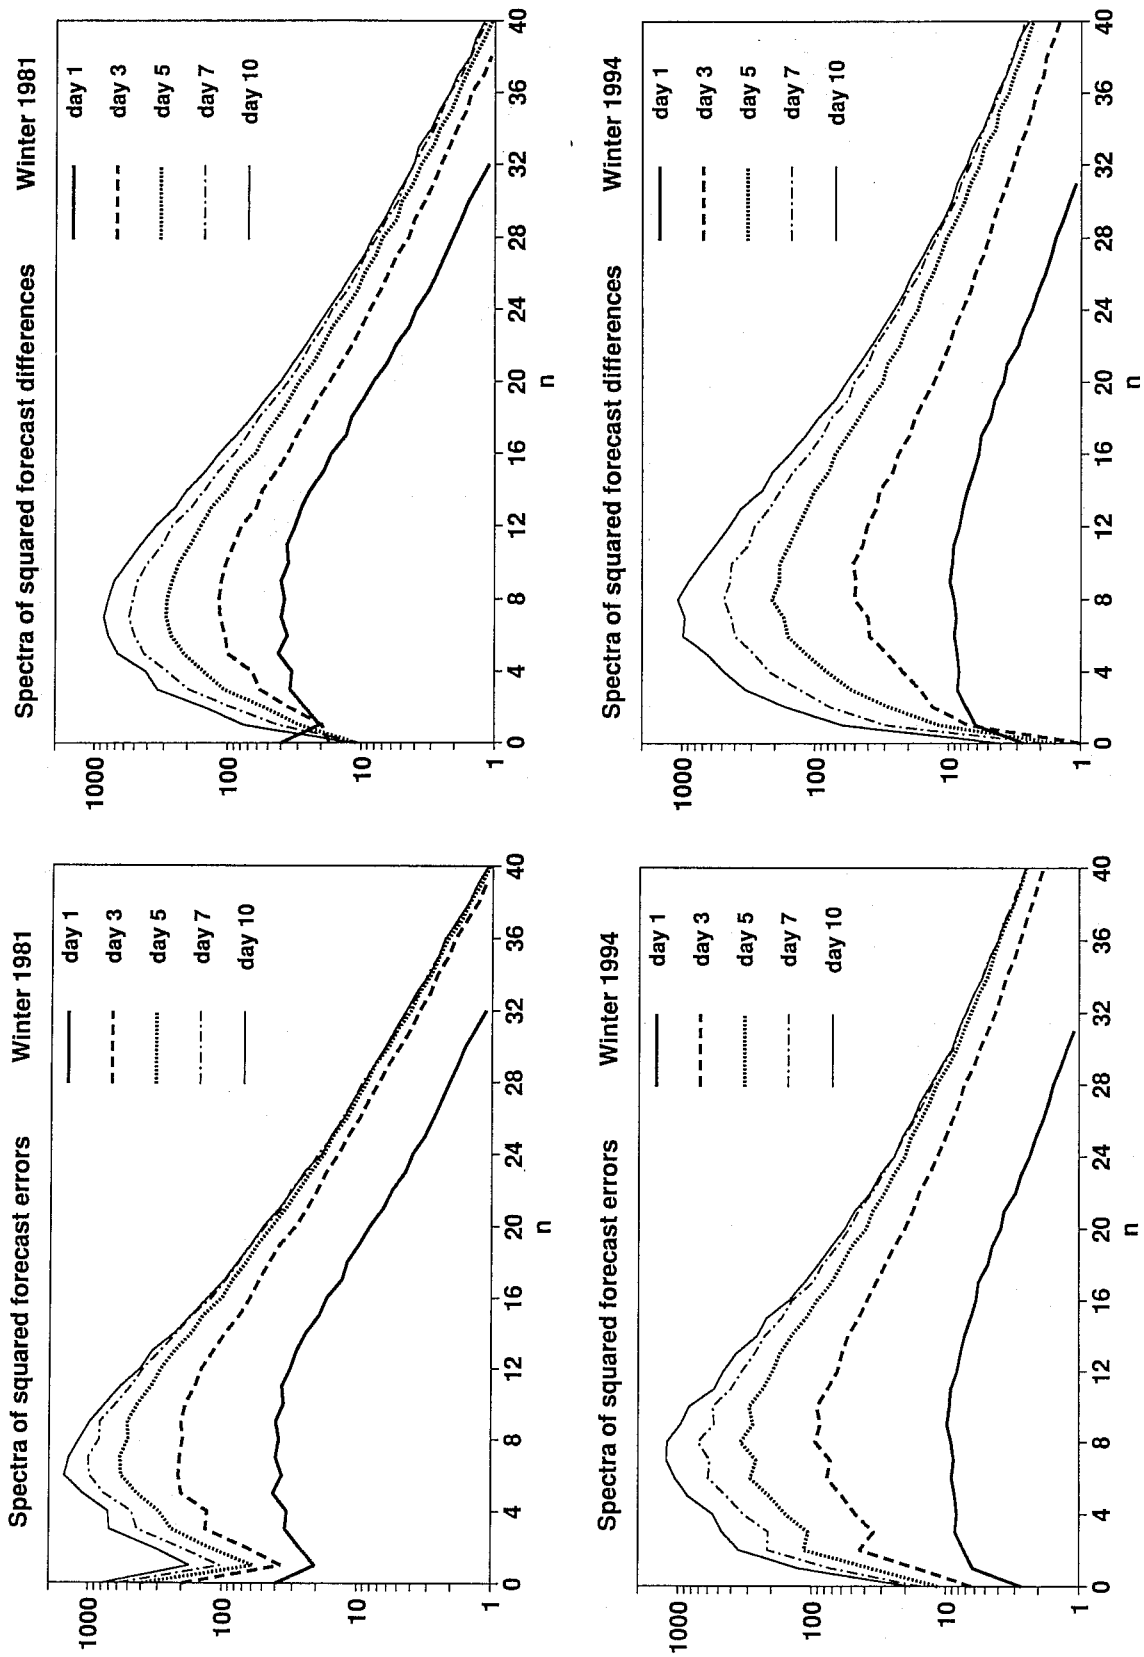 Spectra of squared forecast errors Winter 1981
1000
100
10
1
day 1
day 3
day 5
day 7
day 10
0 4 8 12 16 20 24 28 32 36 40
n
Spectra of squared forecast differences Winter 1981
1000
100
10
1
day 1
day 3
day 5
day 7
day 10
0 4 8 12 16 20 24 28 32 36 40
n
Spectra of squared forecast errors Winter 1994
1000
100
10
1
day 1
day 3
day 5
day 7
day 10
0 4 8 12 16 20 24 28 32 36 40
n
Spectra of squared forecast differences Winter 1994
1000
100
10
1
day 1
day 3
day 5
day 7
day 10
0 4 8 12 16 20 24 28 32 36 40
n